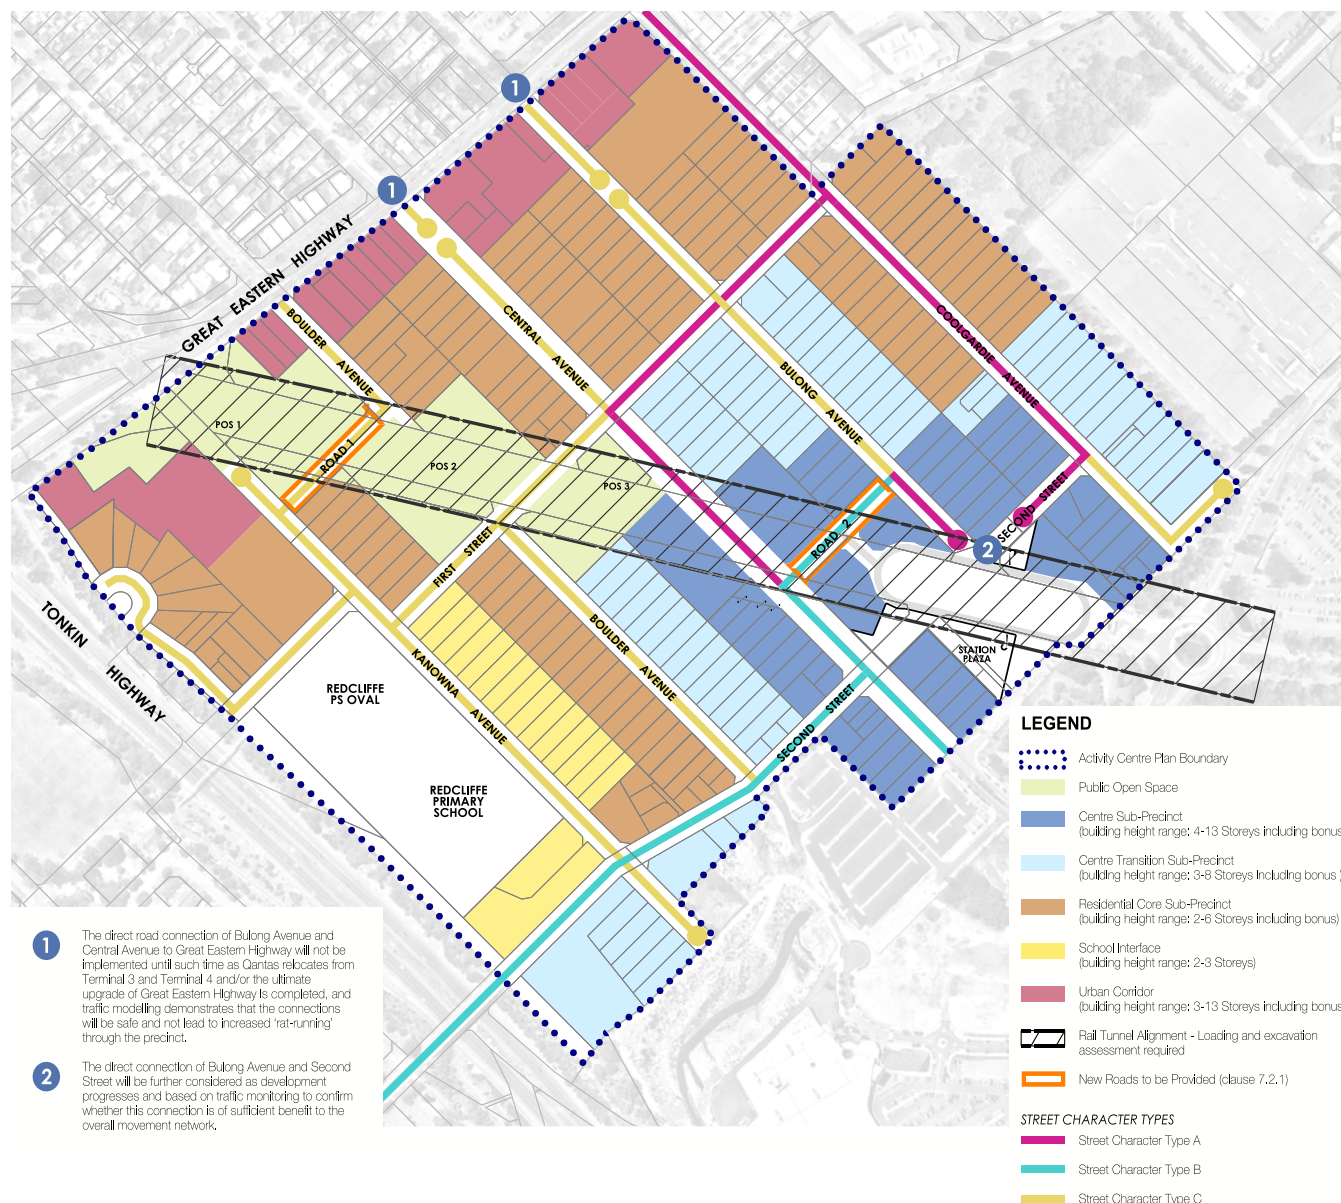 1
1
GREAT EASTERN HIGHWAY
BOULDER AVENUE
CENTRAL AVENUE
COOLGARDIE AVENUE
BULONG AVENUE
POS 1
ROAD 1
POS 2
POS 3
ROAD 2
SECOND STREET
2
FIRST STREET
BOULDER AVENUE
KANOWNA AVENUE
TONKIN HIGHWAY
REDCLIFFE
PS OVAL
STATION
PLAZA
SECOND STREET
REDCLIFFE
PRIMARY
SCHOOL
LEGEND
Activity Centre Plan Boundary
Public Open Space
Centre Sub-Precinct
(building height range: 4-13 Storeys including bonus
Centre Transition Sub-Precinct
(building height range: 3-8 Storeys including bonus )
Residential Core Sub-Precinct
(building height range: 2-6 Storeys including bonus)
School Interface
(building height range: 2-3 Storeys)
Urban Corridor
(building height range: 3-13 Storeys including bonus
Rail Tunnel Alignment - Loading and excavation
assessment required
New Roads to be Provided (clause 7.2.1)
STREET CHARACTER TYPES
Street Character Type A
Street Character Type B
Street Character Type C
1
The direct road connection of Bulong Avenue and
Central Avenue to Great Eastern Highway will not be
implemented until such time as Qantas relocates from
Terminal 3 and Terminal 4 and/or the ultimate
upgrade of Great Eastern Highway is completed, and
traffic modelling demonstrates that the connections
will be safe and not lead to increased 'rat-running'
through the precinct.
2
The direct connection of Bulong Avenue and Second
Street will be further considered as development
progresses and based on traffic monitoring to confirm
whether this connection is of sufficient benefit to the
overall movement network.